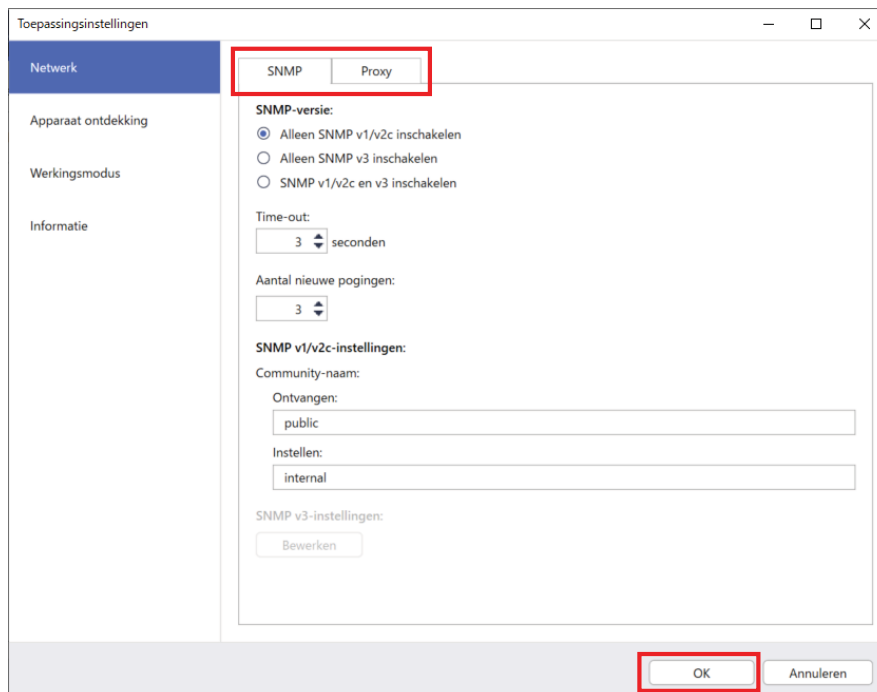 Toepassingsinstellingen
Netwerk
Apparaat ontdekking
Werkingsmodus
Informatie
SNMP
Proxy
SNMP-versie:
Alleen SNMP v1/v2c inschakelen
Alleen SNMP v3 inschakelen
SNMP v1/v2c en v3 inschakelen
Time-out:
3 seconden
Aantal nieuwe pogingen:
3
SNMP v1/v2c-instellingen:
Community-naam:
Ontvangen:
public
Instellen:
internal
SNMP v3-instellingen:
Bewerken
OK
Annuleren